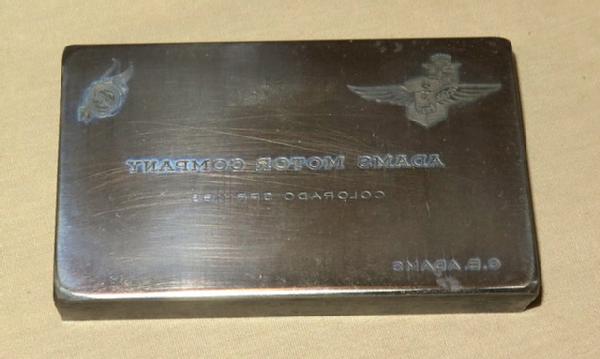 ADAMS MOTOR COMPANY
COLORADO SPRINGS
G.E. ADAMS